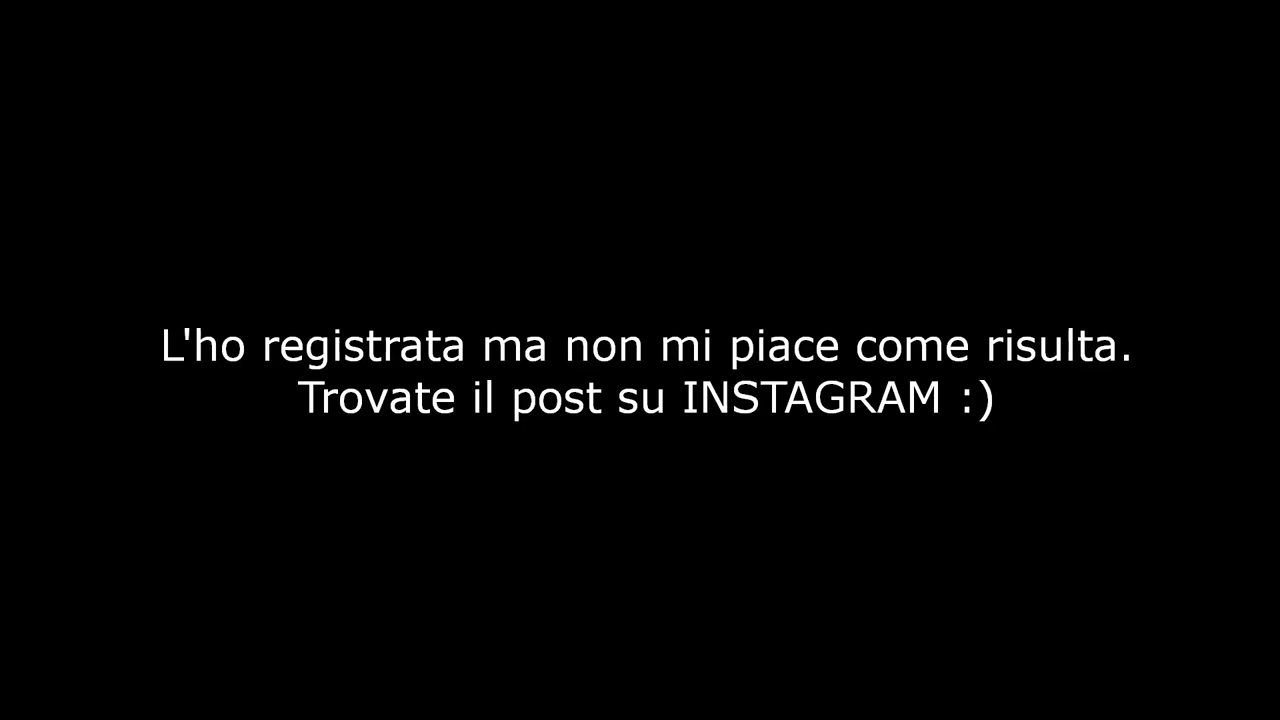 L'ho registrata ma non mi piace come risulta.
Trovate il post su INSTAGRAM :)